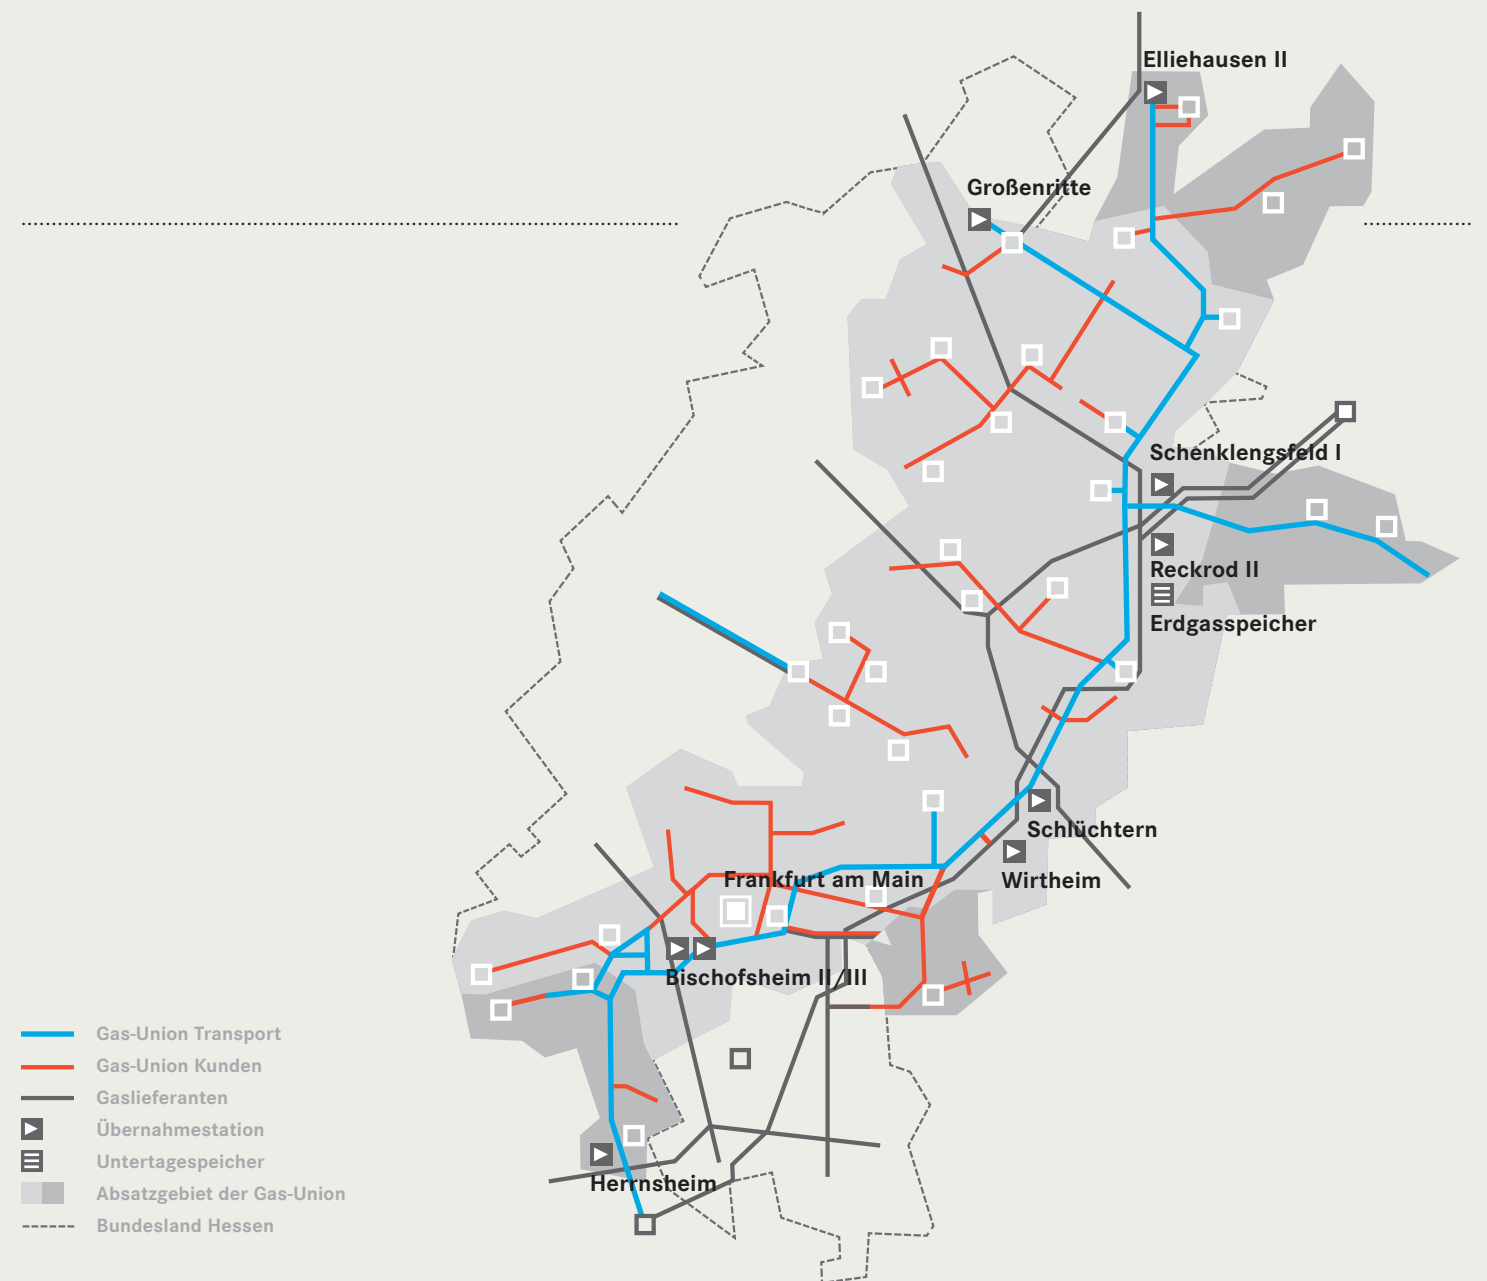 Elliehausen II
Großenritte
Schenklengsfeld I
Reckrod II
Erdgasspeicher
Schlüchtern
Wirtheim
Frankfurt am Main
Bischofsheim II/III
Herrnsheim
Gas-Union Transport
Gas-Union Kunden
Gaslieferanten
Übernahmestation
Untertagespeicher
Absatzgebiet der Gas-Union
Bundesland Hessen